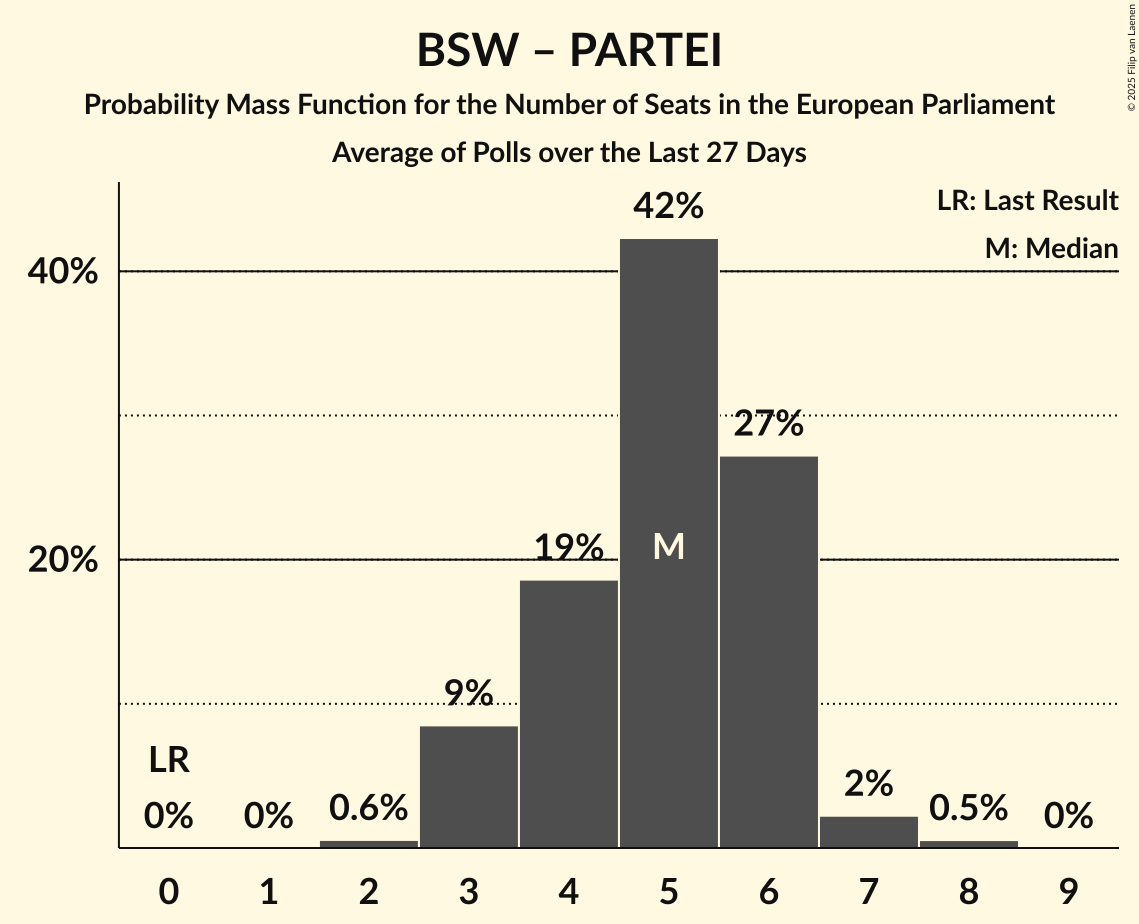 BSW – PARTEI
Probability Mass Function for the Number of Seats in the European Parliament
Average of Polls over the Last 27 Days
© 2025 Filip van Laenen
LR: Last Result
M: Median
42%
40%
27%
19%
M
20%
9%
LR
0%
0%
0.6%
2%
0.5%
0%
0 1 2 3 4 5 6 7 8 9